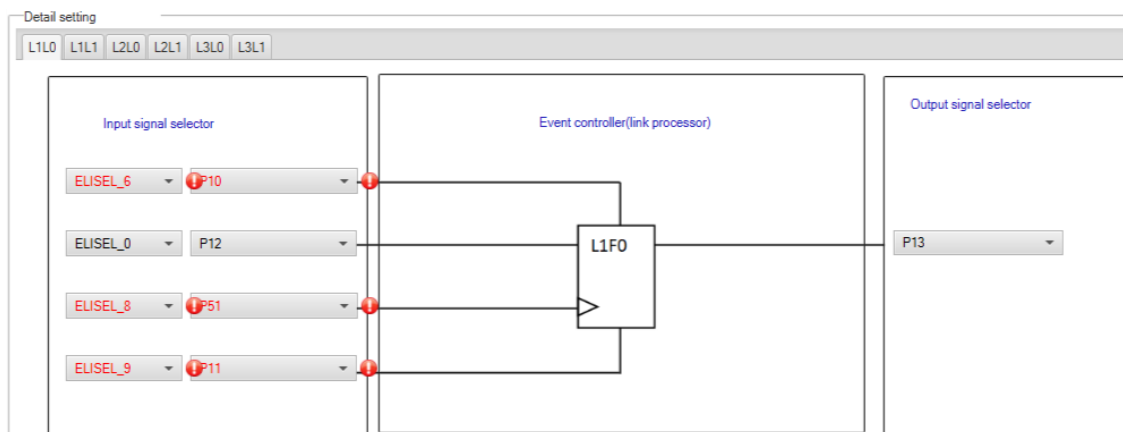 Detail setting
L1L0 L1L1 L2L0 L2L1 L3L0 L3L1
Input signal selector
Event controller(link processor)
Output signal selector
ELISEL_6 P10
ELISEL_0 P12
L1F0
P13
ELISEL_8 P51
ELISEL_9 P11